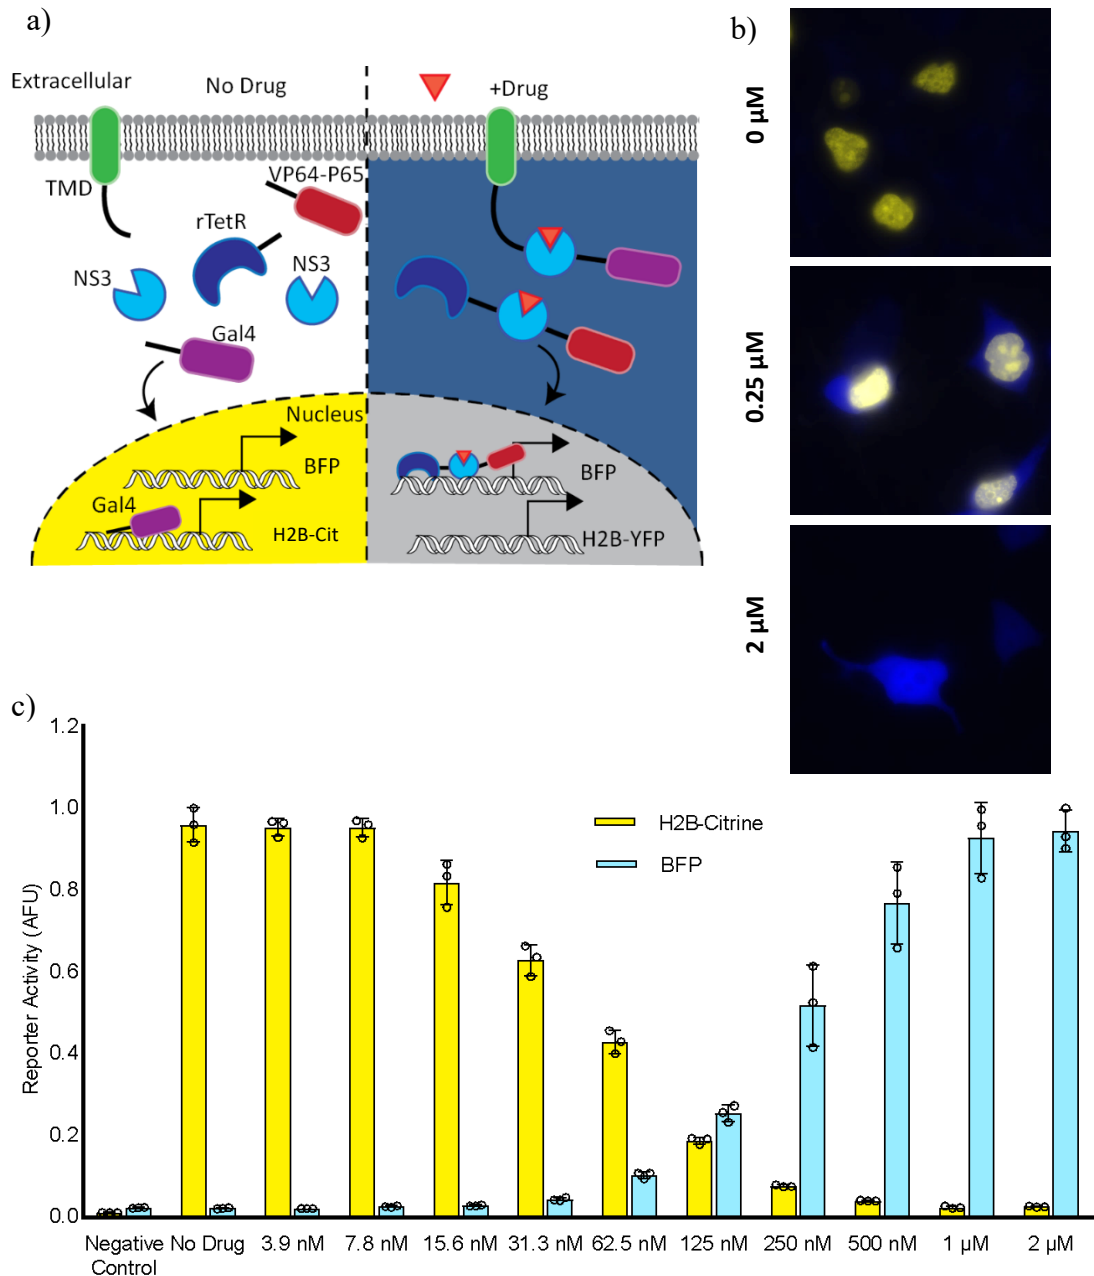 a)
Extracellular
No Drug
+Drug
TMD
VP64-P65
rTetR
NS3
NS3
Gal4
Nucleus
BFP
Gal4
H2B-Cit
BFP
H2B-YFP
b)
0 µM
0.25 µM
2 µM
c)
Reporter Activity (AFU)
1.2
1.0
0.8
0.6
0.4
0.2
0.0
H2B-Citrine
BFP
Negative Control
No Drug
3.9 nM
7.8 nM
15.6 nM
31.3 nM
62.5 nM
125 nM
250 nM
500 nM
1 µM
2 µM